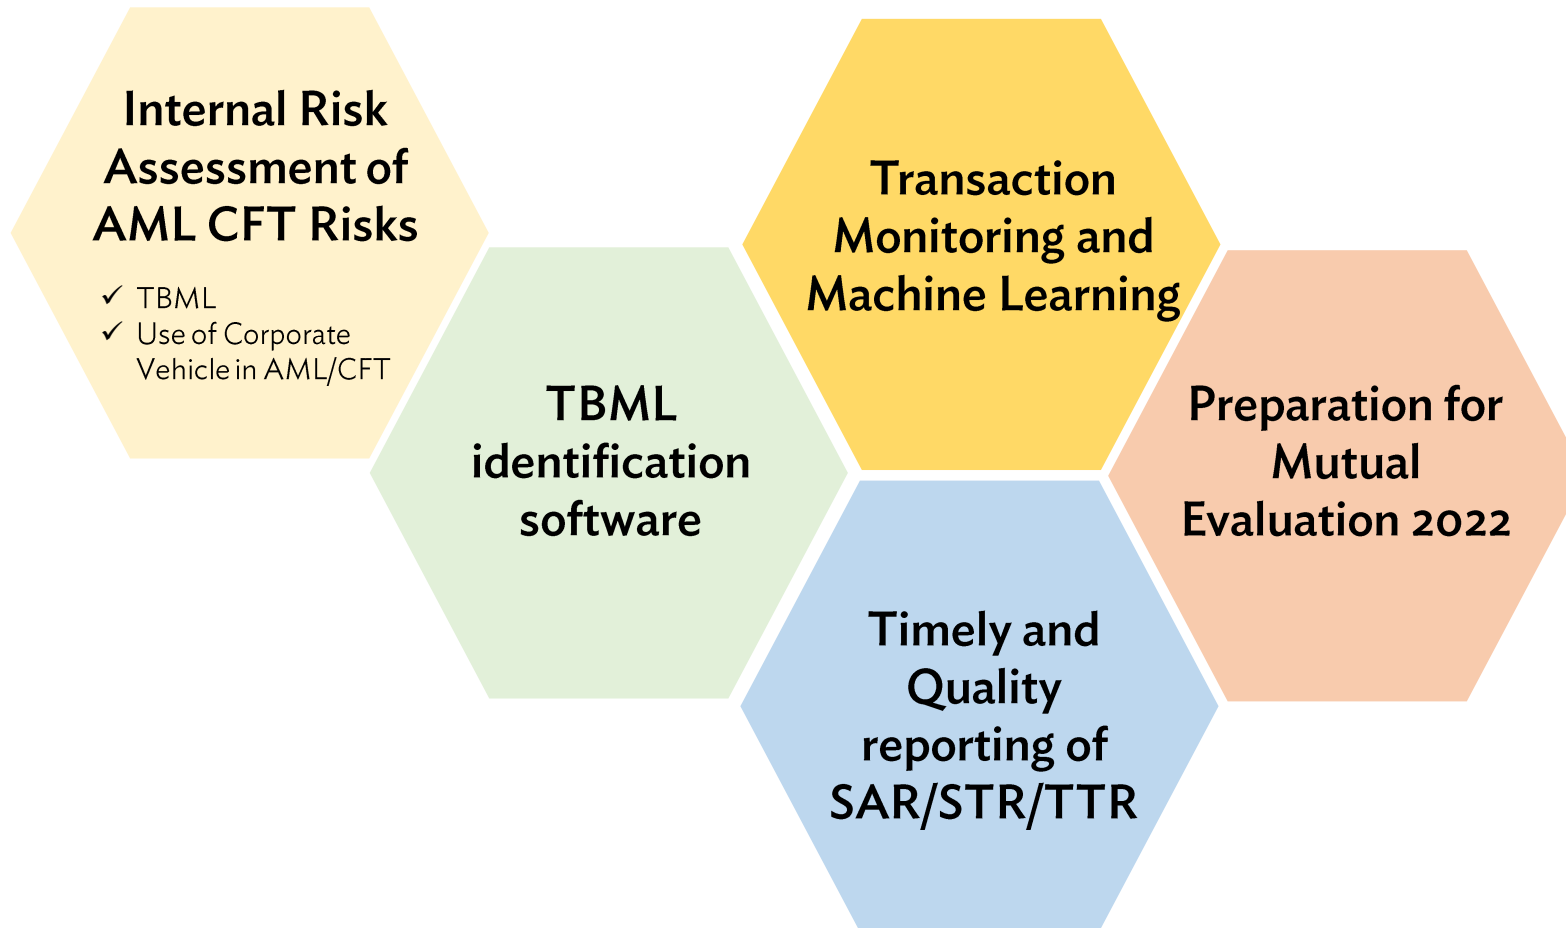 Internal Risk
Assessment of
AML CFT Risks
✓ TBML
✓ Use of Corporate
Vehicle in AML/CFT
TBML
identification
software
Transaction
Monitoring and
Machine Learning
Timely and
Quality
reporting of
SAR/STR/TTR
Preparation for
Mutual
Evaluation 2022